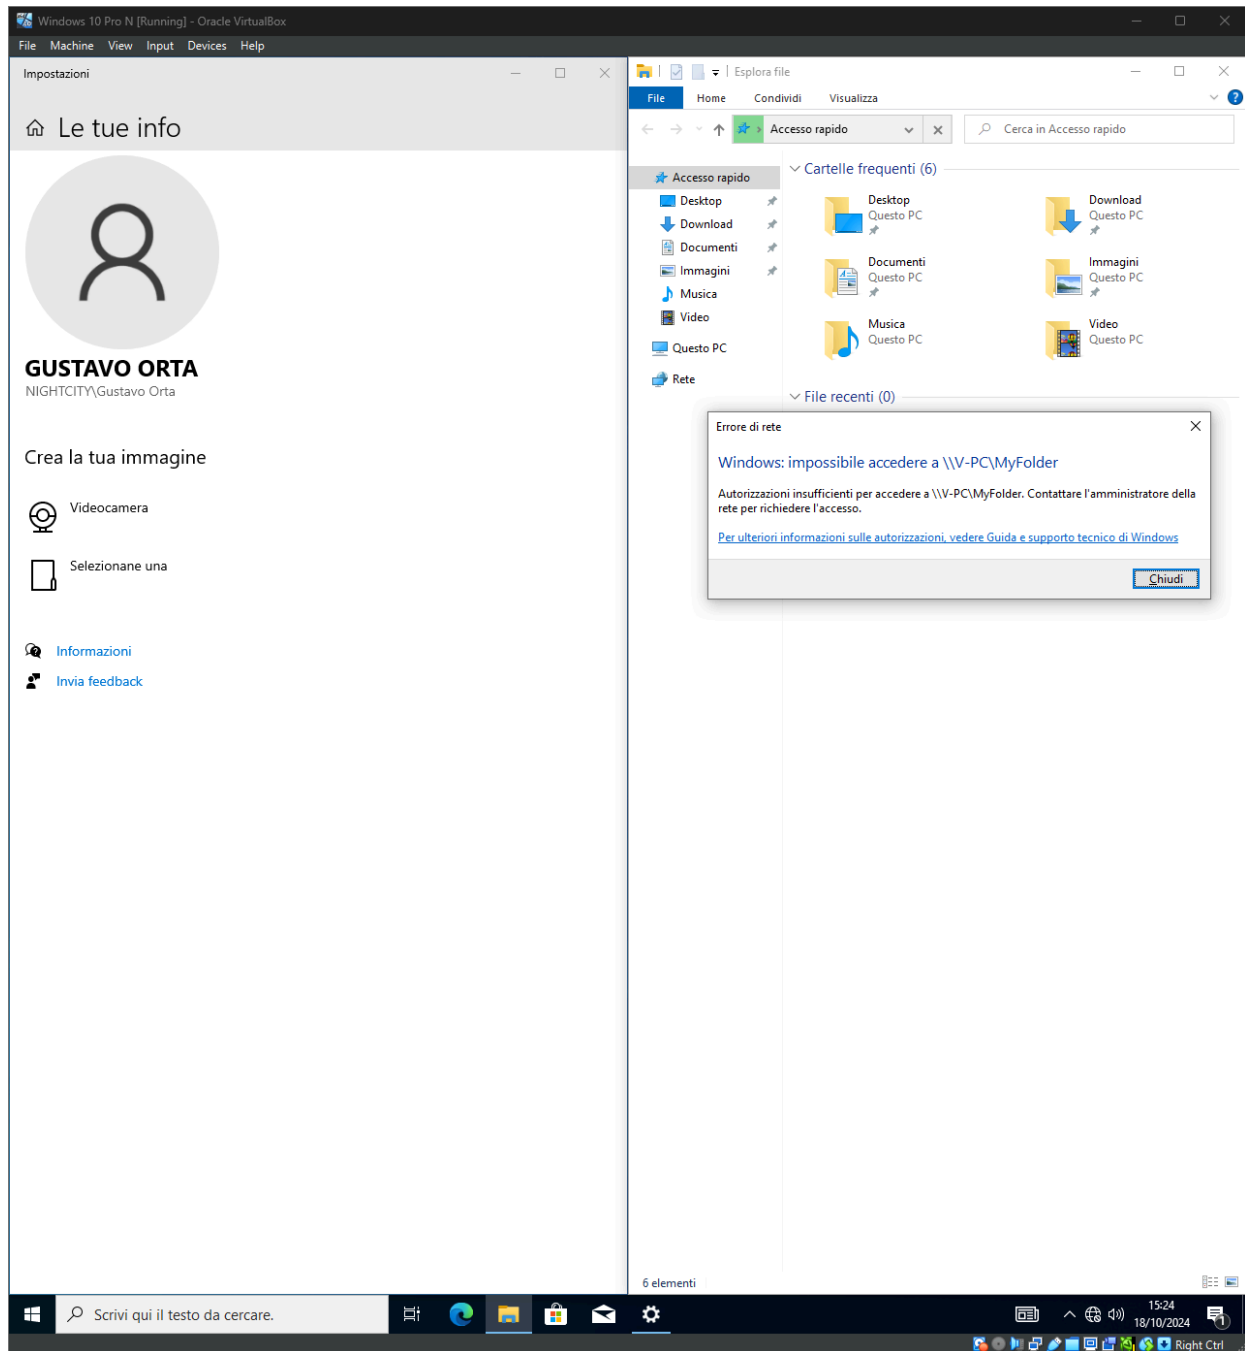 Windows 10 Pro N [Running] - Oracle VirtualBox
File Machine View Input Devices Help
Impostazioni
Le tue info
GUSTAVO ORTA
NIGHTCITY\Gustavo Orta
Crea la tua immagine
Videocamera
Selezionane una
Informazioni
Invia feedback
Esplora file
File Home Condividi Visualizza
Accesso rapido
Cerca in Accesso rapido
Accesso rapido
Desktop
Download
Documenti
Immagini
Musica
Video
Questo PC
Rete
Cartelle frequenti (6)
Desktop
Questo PC
Download
Questo PC
Documenti
Questo PC
Immagini
Questo PC
Musica
Questo PC
Video
Questo PC
File recenti (0)
Errore di rete
Windows: impossibile accedere a \\V-PC\MyFolder
Autorizzazioni insufficienti per accedere a \\V-PC\MyFolder. Contattare l'amministratore della
rete per richiedere l'accesso.
Per ulteriori informazioni sulle autorizzazioni, vedere Guida e supporto tecnico di Windows
Chiudi
6 elementi
Scrivi qui il testo da cercare.
15:24
18/10/2024
1
Right Ctrl